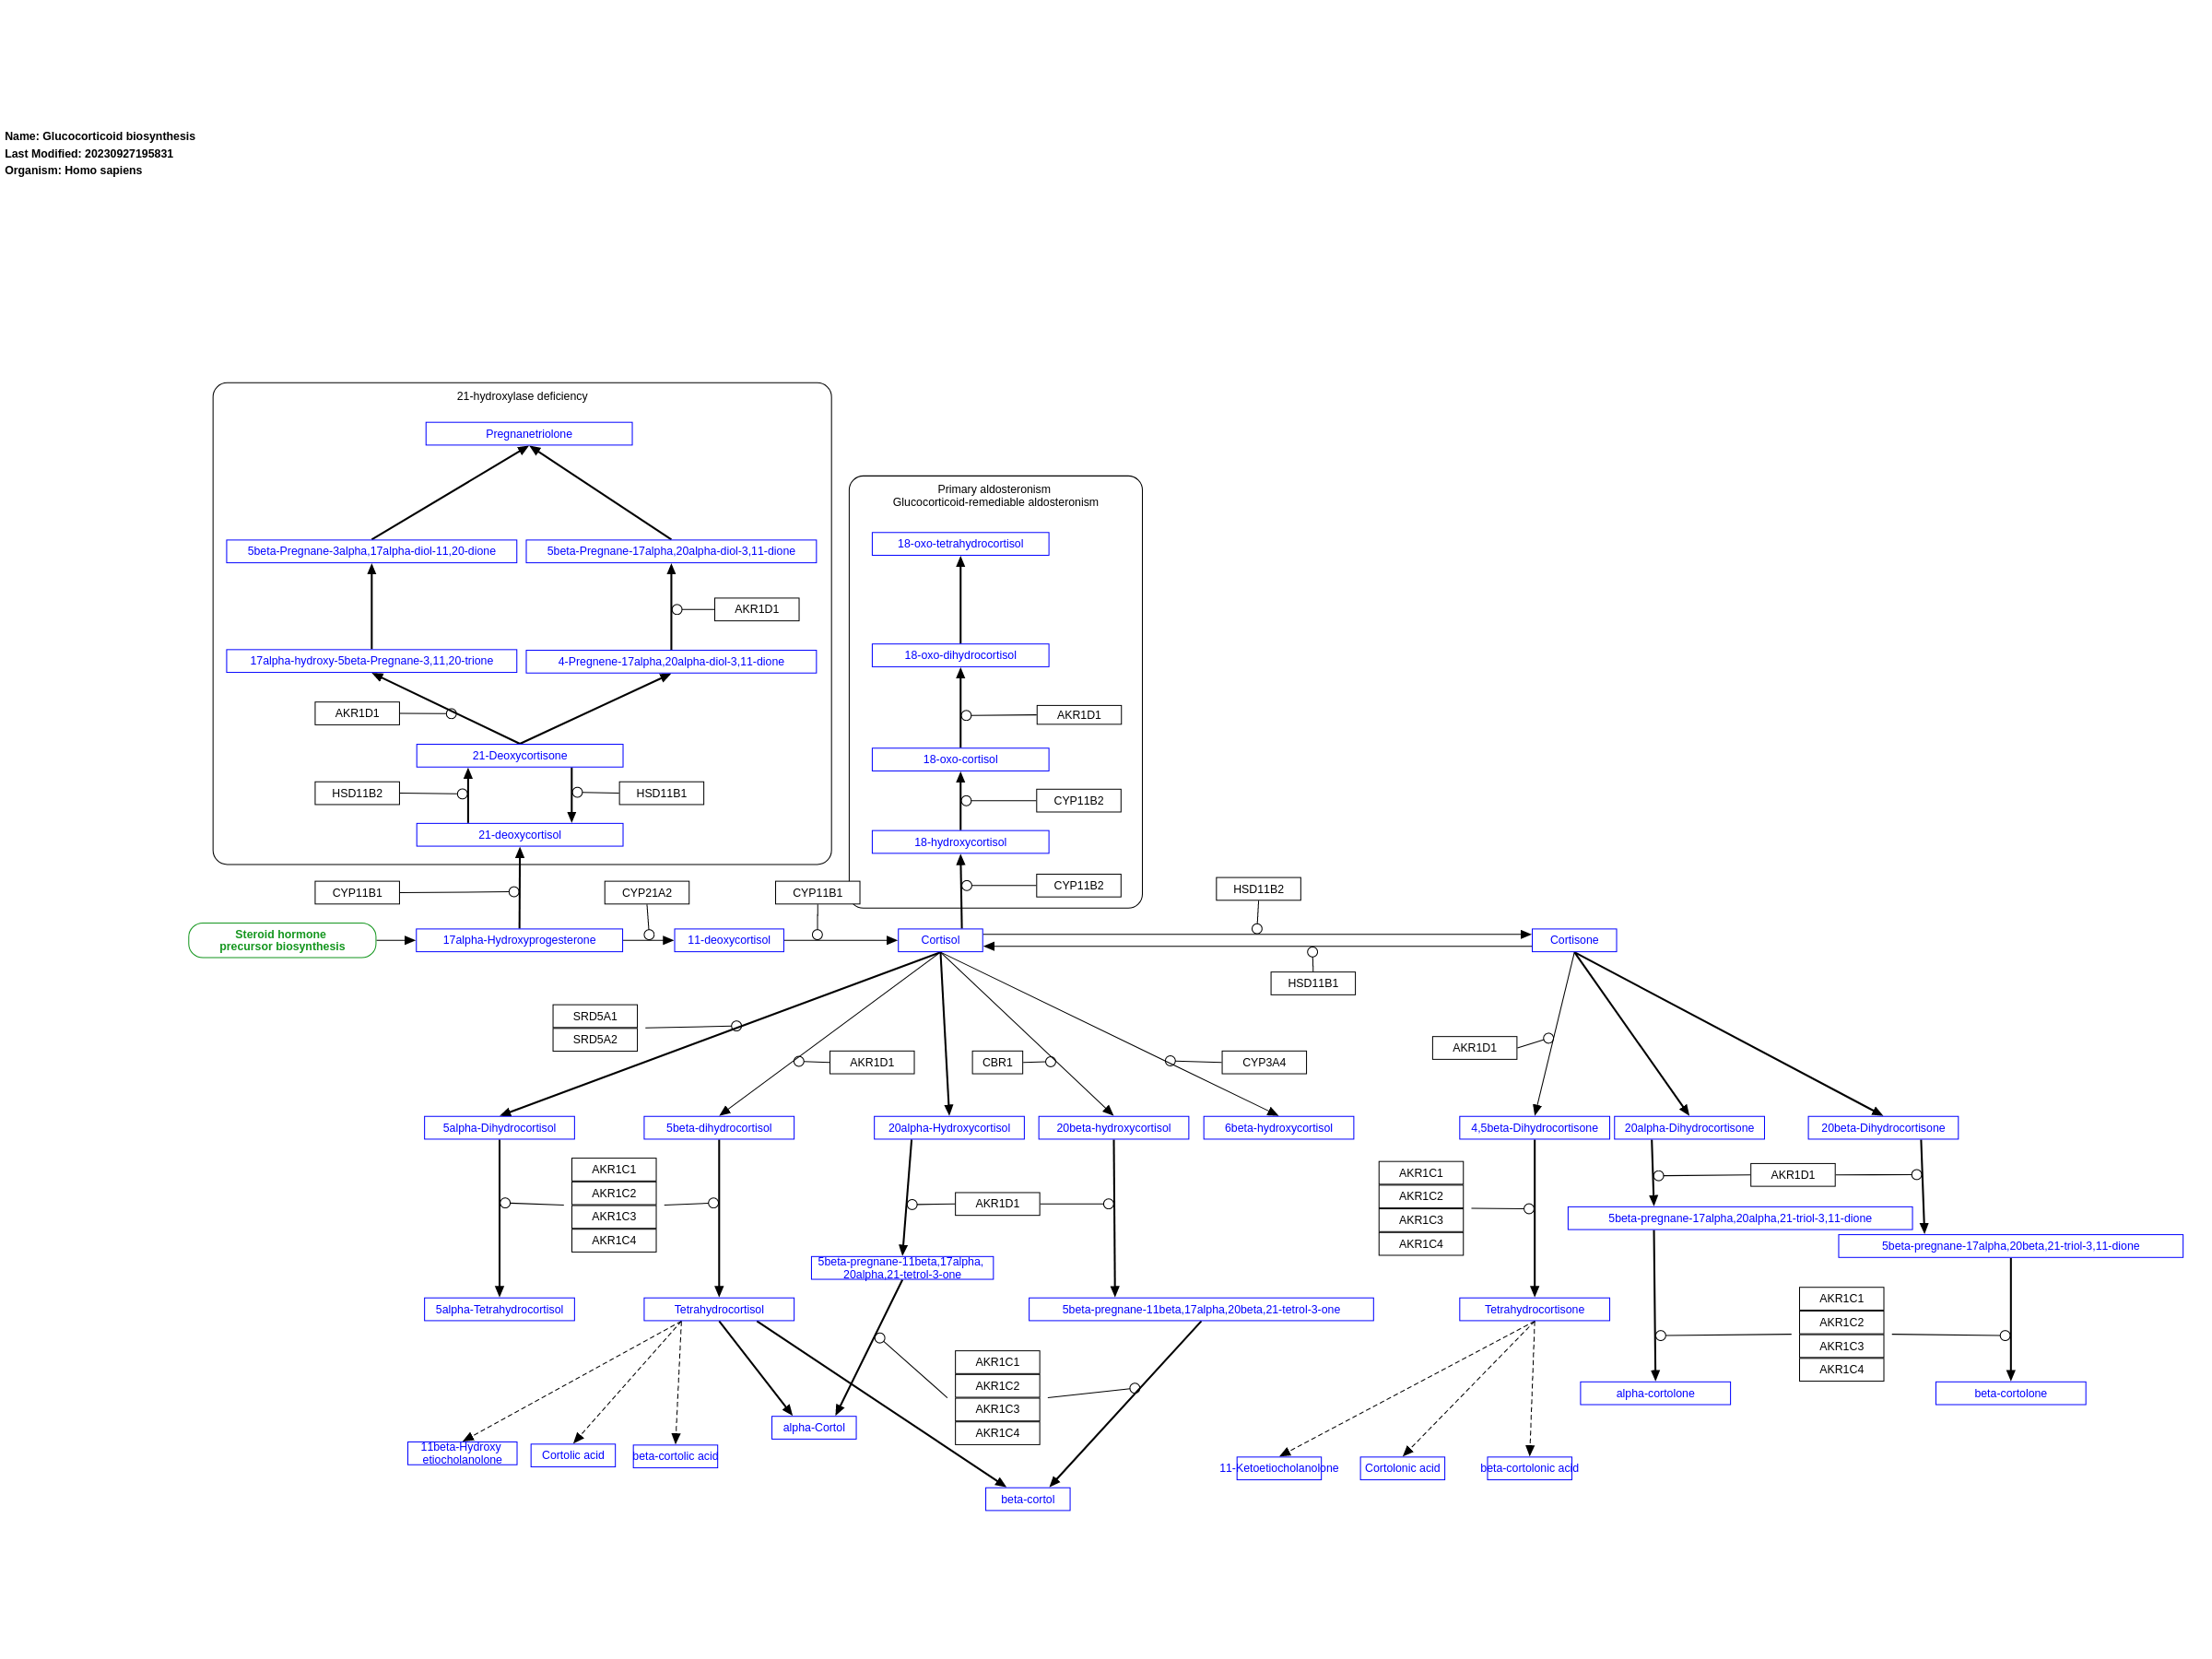 Name: Glucocorticoid biosynthesis
Last Modified: 20230927195831
Organism: Homo sapiens
21-hydroxylase deficiency
Pregnanetriolone
5beta-Pregnane-3alpha,17alpha-diol-11,20-dione
5beta-Pregnane-17alpha,20alpha-diol-3,11-dione
AKR1D1
17alpha-hydroxy-5beta-Pregnane-3,11,20-trione
4-Pregnene-17alpha,20alpha-diol-3,11-dione
AKR1D1
21-Deoxycortisone
HSD11B2
HSD11B1
21-deoxycortisol
Primary aldosteronism
Glucocorticoid-remediable aldosteronism
18-oxo-tetrahydrocortisol
18-oxo-dihydrocortisol
AKR1D1
18-oxo-cortisol
CYP11B2
18-hydroxycortisol
CYP11B2
CYP11B1
CYP21A2
CYP11B1
HSD11B2
Steroid hormone
precursor biosynthesis
17alpha-Hydroxyprogesterone
11-deoxycortisol
Cortisol
Cortisone
HSD11B1
SRD5A1
SRD5A2
AKR1D1
CBR1
CYP3A4
AKR1D1
5alpha-Dihydrocortisol
5beta-dihydrocortisol
20alpha-Hydroxycortisol
20beta-hydroxycortisol
6beta-hydroxycortisol
4,5beta-Dihydrocortisone
20alpha-Dihydrocortisone
20beta-Dihydrocortisone
AKR1C1
AKR1C2
AKR1C3
AKR1C4
AKR1D1
AKR1C1
AKR1C2
AKR1C3
AKR1C4
AKR1D1
5beta-pregnane-17alpha,20alpha,21-triol-3,11-dione
5beta-pregnane-17alpha,20beta,21-triol-3,11-dione
5beta-pregnane-11beta,17alpha,
20alpha,21-tetrol-3-one
5alpha-Tetrahydrocortisol
Tetrahydrocortisol
5beta-pregnane-11beta,17alpha,20beta,21-tetrol-3-one
Tetrahydrocortisone
AKR1C1
AKR1C2
AKR1C3
AKR1C4
AKR1C1
AKR1C2
AKR1C3
AKR1C4
alpha-cortolone
beta-cortolone
alpha-Cortol
11beta-Hydroxy
etiocholanolone
Cortolic acid
beta-cortolic acid
11-Ketoetiocholanolone
Cortolonic acid
beta-cortolonic acid
beta-cortol